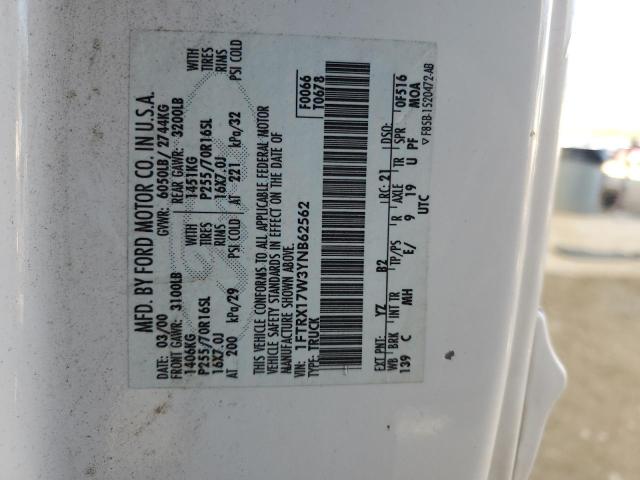 MFD. BY FORD MOTOR CO. IN U.S.A.
DATE: 03/00 GVWR: 6050LB/ 2744KG
FRONT GAWR: 3100LB REAR GAWR: 3200LB
1406KG WITH 1451KG WITH
P255/70R16SL TIRES P255/70R16SL TIRES
16X7.0J RIMS 16X7.0J RIMS
AT 200 kPa/29 PSI COLD AT 221 kPa/32 PSI COLD
THIS VEHICLE CONFORMS TO ALL APPLICABLE FEDERAL MOTOR
VEHICLE SAFETY STANDARDS IN EFFECT ON THE DATE OF
MANUFACTURE SHOWN ABOVE.
VIN: 1FTRX17W3YNB62562
TYPE: TRUCK
F0066
T0678
EXT PNT: YZ B2 RC: 21 DSO:
WB BRK INT TR TP/PS R AXLE TR SPR 0F516
139 C MH E/ 9 19 U PF MOA
UTC ▽F85B-1520472-AB